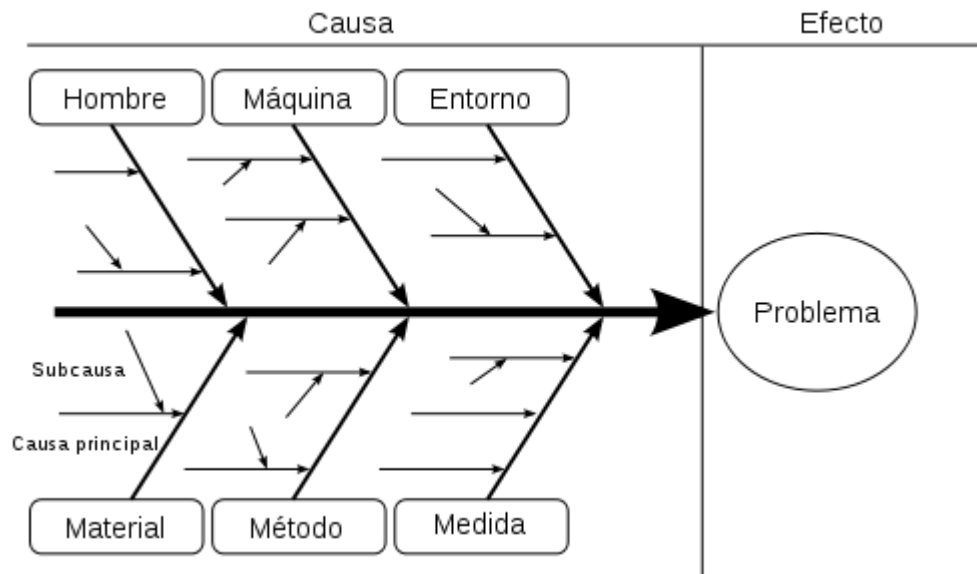 Causa
Efecto
Hombre
Máquina
Entorno
Problema
Subcausa
Causa principal
Material
Método
Medida